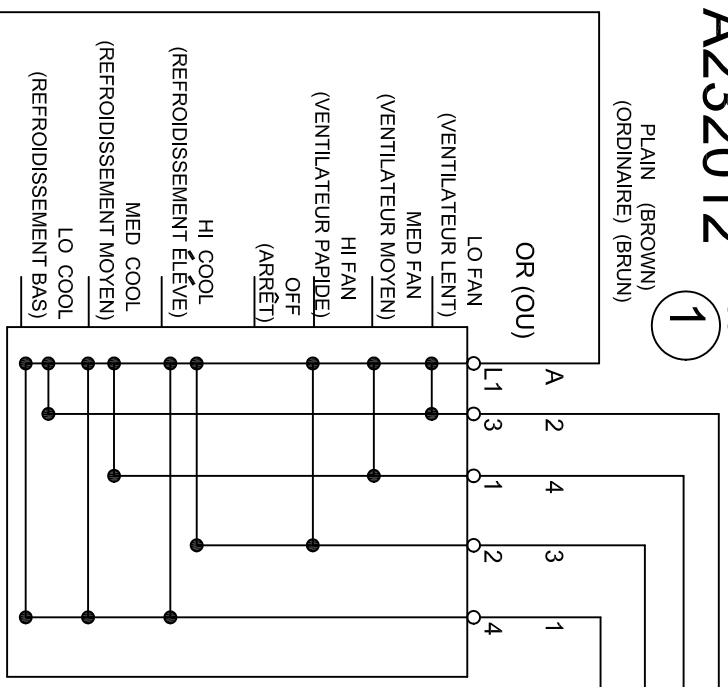 A232012
1
PLAIN (BROWN)
(ORDINAIRE) (BRUN)
A 2 4 3 1
OR (OU)
L1 3 1 2 4
LO FAN
(VENTILATEUR LENT)
MED FAN
(VENTILATEUR MOYEN)
HI FAN
(VENTILATEUR PAPIDE)
OFF
(ARRÊT)
HI COOL
(REFROIDISSEMENT ÉLEVÉ)
MED COOL
(REFROIDISSEMENT MOYEN)
LO COOL
(REFROIDISSEMENT BAS)